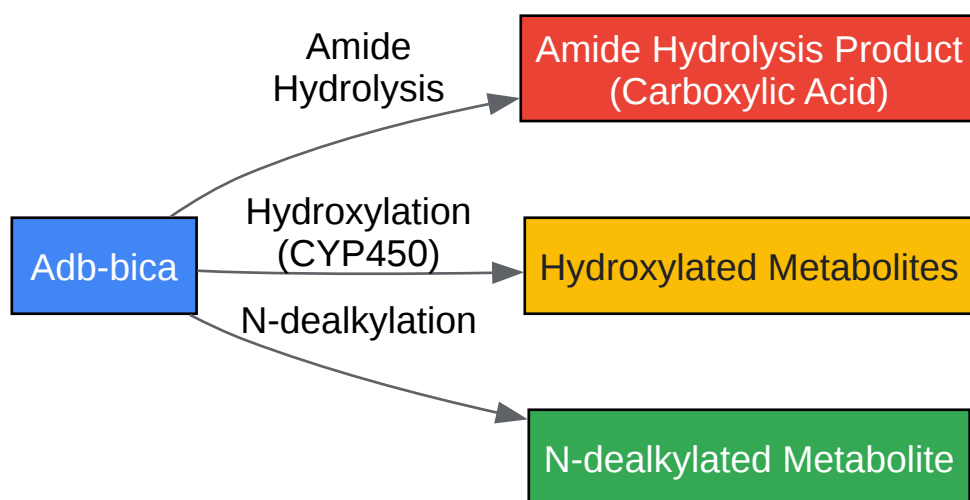 Amide
Hydrolysis
Amide Hydrolysis Product
(Carboxylic Acid)
Adb-bica
Hydroxylation
(CYP450)
Hydroxylated Metabolites
N-dealkylation
N-dealkylated Metabolite